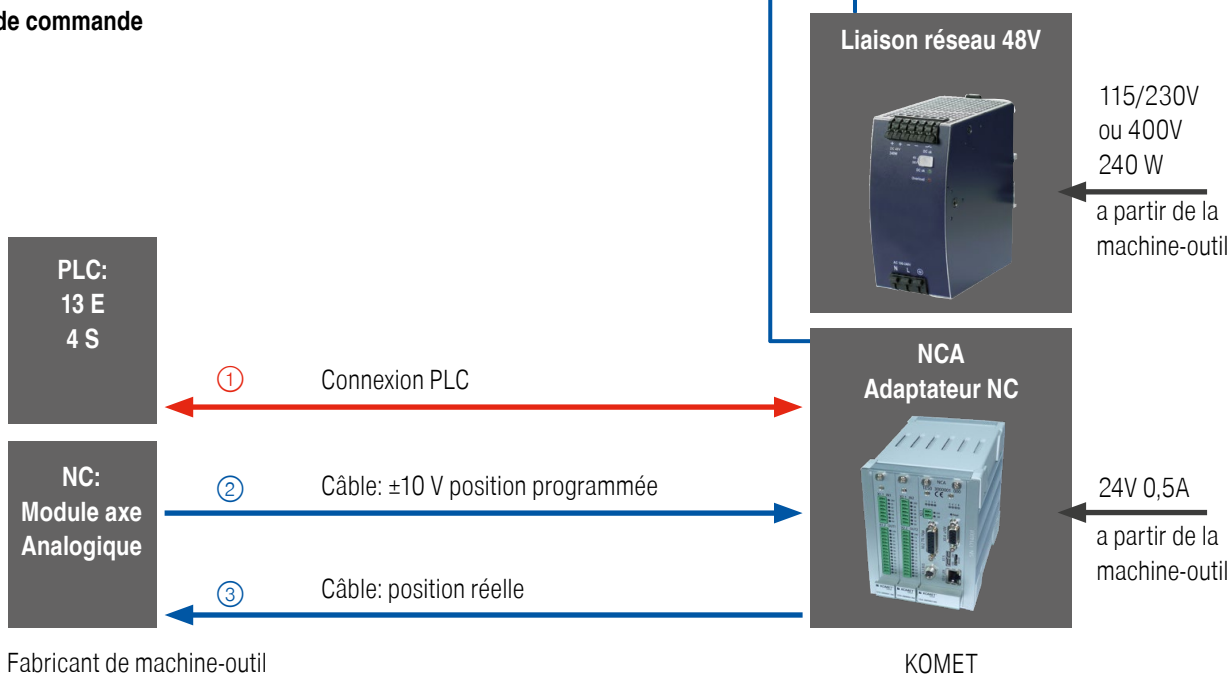 de commande
Liaison réseau 48V
115/230V
ou 400V
240 W
a partir de la
machine-outil
PLC:
13 E
4 S
① Connexion PLC
NCA
Adaptateur NC
NC:
Module axe
Analogique
② Câble: ±10 V position programmée
③ Câble: position réelle
24V 0,5A
a partir de la
machine-outil
Fabricant de machine-outil
KOMET